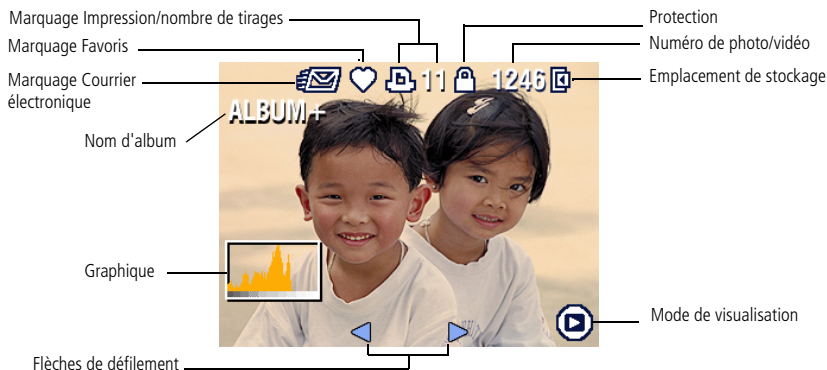 Marquage Impression/nombre de tirages
Marquage Favoris
Marquage Courrier
électronique
Nom d'album
Graphique
Flèches de défilement
Protection
Numéro de photo/vidéo
Emplacement de stockage
Mode de visualisation
11
1246
ALBUM+